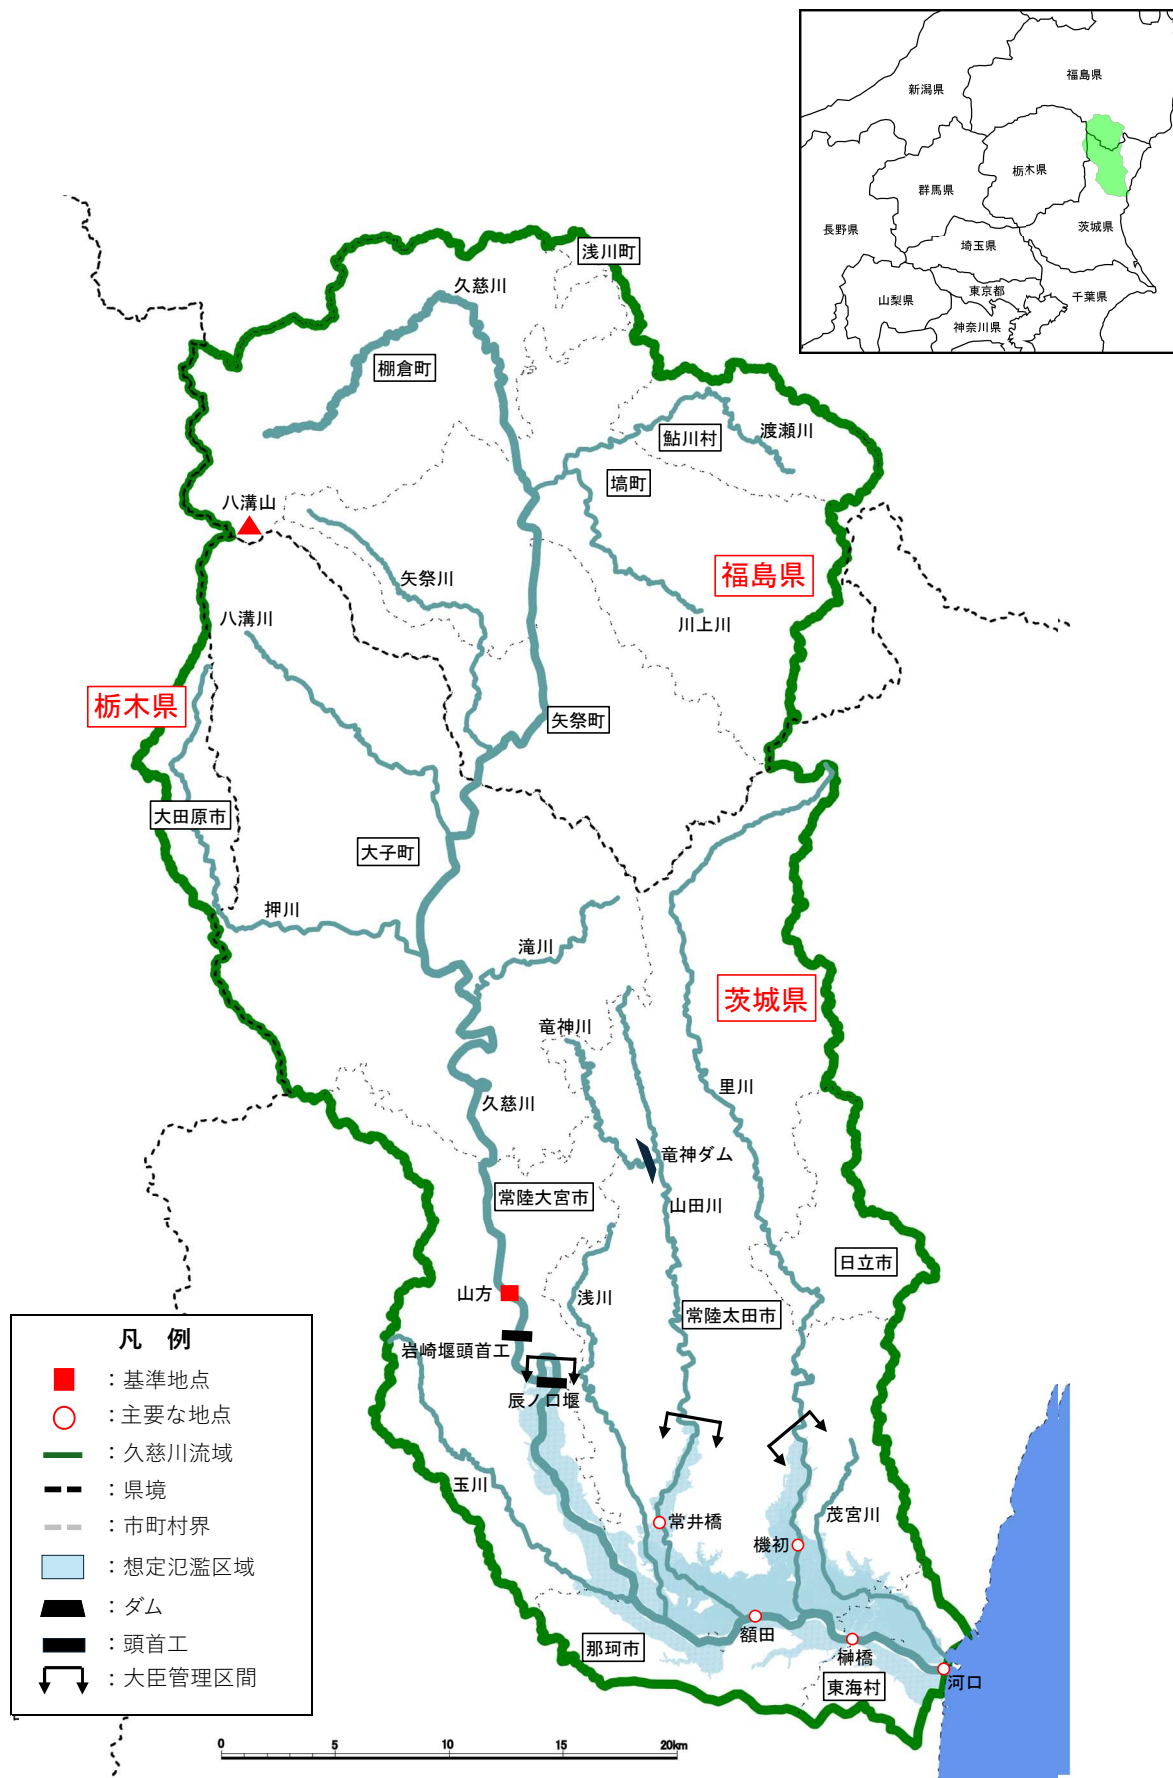 福島県
新潟県
栃木県
群馬県
長野県
茨城県
埼玉県
東京都
山梨県
千葉県
神奈川県
浅川町
久慈川
棚倉町
渡瀬川
鮎川村
塙町
八溝山
福島県
矢祭川
八溝川
川上川
栃木県
矢祭町
大田原市
大子町
押川
滝川
茨城県
竜神川
里川
久慈川
竜神ダム
常陸大宮市
山田川
日立市
山方
浅川
常陸太田市
岩崎堰頭首工
辰ノ口堰
玉川
常井橋
茂宮川
機初
額田
那珂市
榊橋
東海村
河口
凡 例
：基準地点
：主要な地点
：久慈川流域
：県境
：市町村界
：想定氾濫区域
：ダム
：頭首工
：大臣管理区間
0 5 10 15 20km